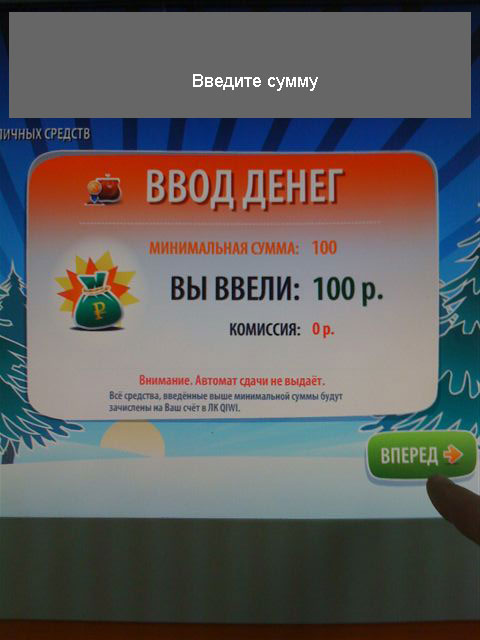 Введите сумму
ЛИЧНЫХ СРЕДСТВ
ВВОД ДЕНЕГ
МИНИМАЛЬНАЯ СУММА: 100
ВЫ ВВЕЛИ: 100 р.
КОМИССИЯ: 0 р.
Внимание. Автомат сдачи не выдаёт.
Всё средства, введённые выше минимальной суммы будут
зачислены на Ваш счёт в ЛК QIWI.
ВПЕРЕД